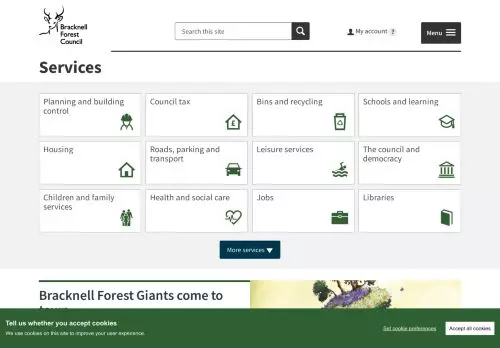 Bracknell
Forest
Council
Search this site
My account ?
Menu
Services
Planning and building
control
Council tax
Bins and recycling
Schools and learning
Housing
Roads, parking and
transport
Leisure services
The council and
democracy
Children and family
services
Health and social care
Jobs
Libraries
More services
Bracknell Forest Giants come to
Tell us whether you accept cookies
We use cookies on this site to improve your user experience.
Set cookie preferences
Accept all cookies